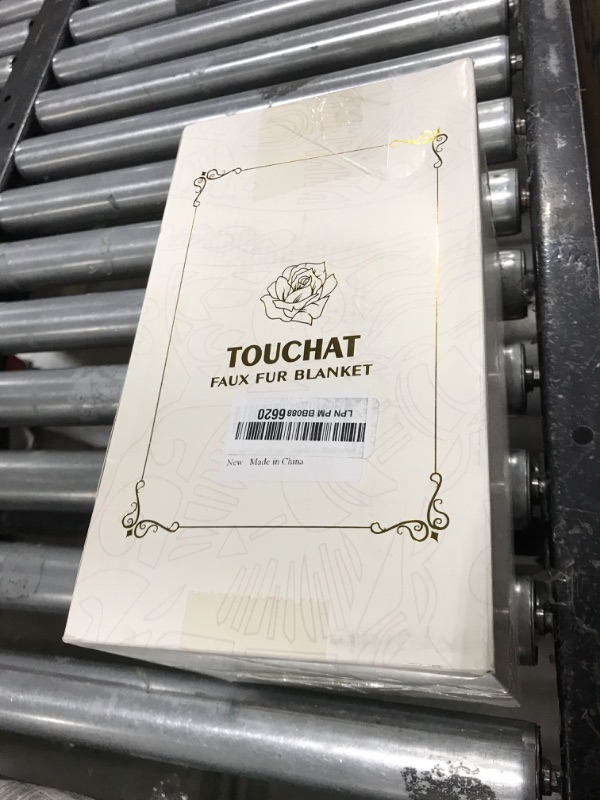 TOUCHAT
FAUX FUR BLANKET
LPN PM BB088 6620
New Made in China